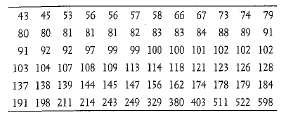 43 45 53 56 56 57 58 66 67 73 74 79
80 80 81 81 81 82 83 83 84 88 89 91
91 92 92 97 99 99 100 100 101 102 102 102
103 104 107 108 109 113 114 118 121 123 126 128
137 138 139 144 145 147 156 162 174 178 179 184
191 198 211 214 243 249 329 380 403 511 522 598